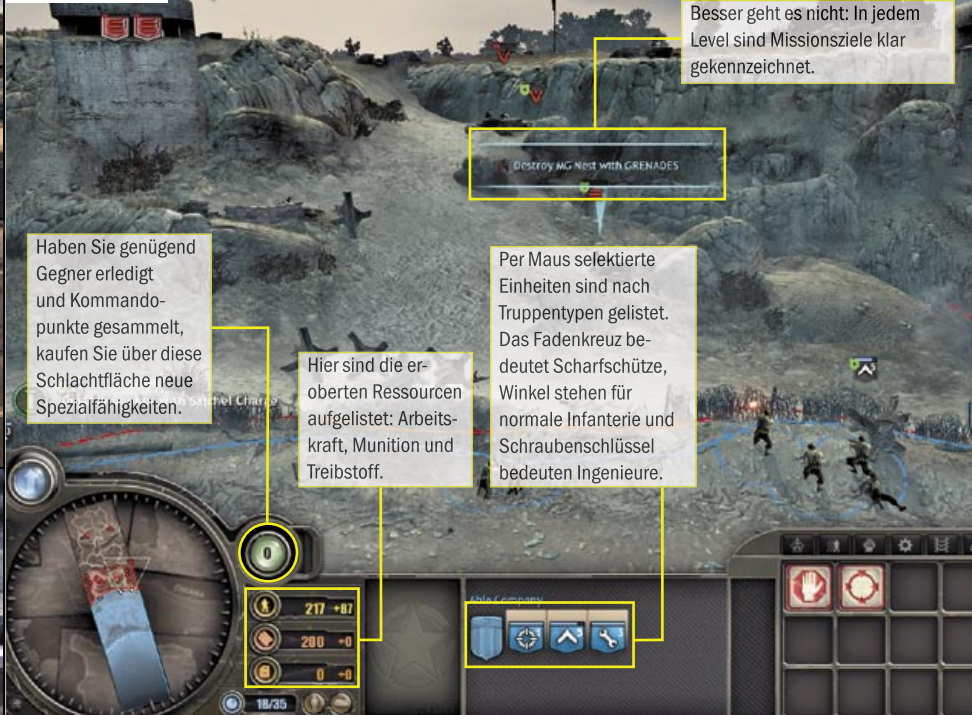 Besser geht es nicht: In jedem
Level sind Missionsziele klar
gekennzeichnet.
Destroy MG Nest with GRENADES
Haben Sie genügend
Gegner erledigt
und Kommando-
punkte gesammelt,
kaufen Sie über diese
Schlachtfläche neue
Spezialfähigkeiten.
Per Maus selektierte
Einheiten sind nach
Truppentypen gelistet.
Das Fadenkreuz be-
deutet Scharfschütze,
Winkel stehen für
normale Infanterie und
Schraubenschlüssel
bedeuten Ingenieure.
Hier sind die er-
oberten Ressourcen
aufgelistet: Arbeits-
kraft, Munition und
Treibstoff.
with Satchel Charge
0
Able Company
217 +87
200 +0
0 +0
18/35